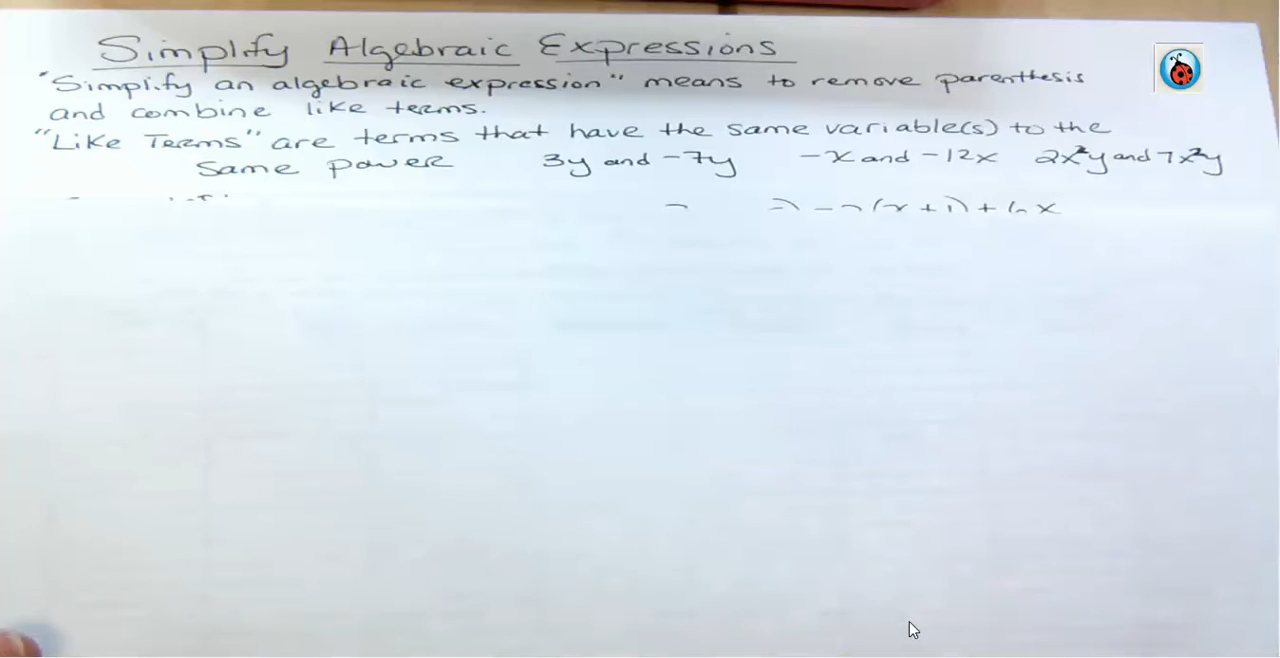 Simplify Algebraic Expressions
"Simplify an algebraic expression" means to remove parenthesis
and combine like terms.
"Like Terms" are terms that have the same variable(s) to the
same power 3y and -7y -x and -12x 2x²y and 7x²y